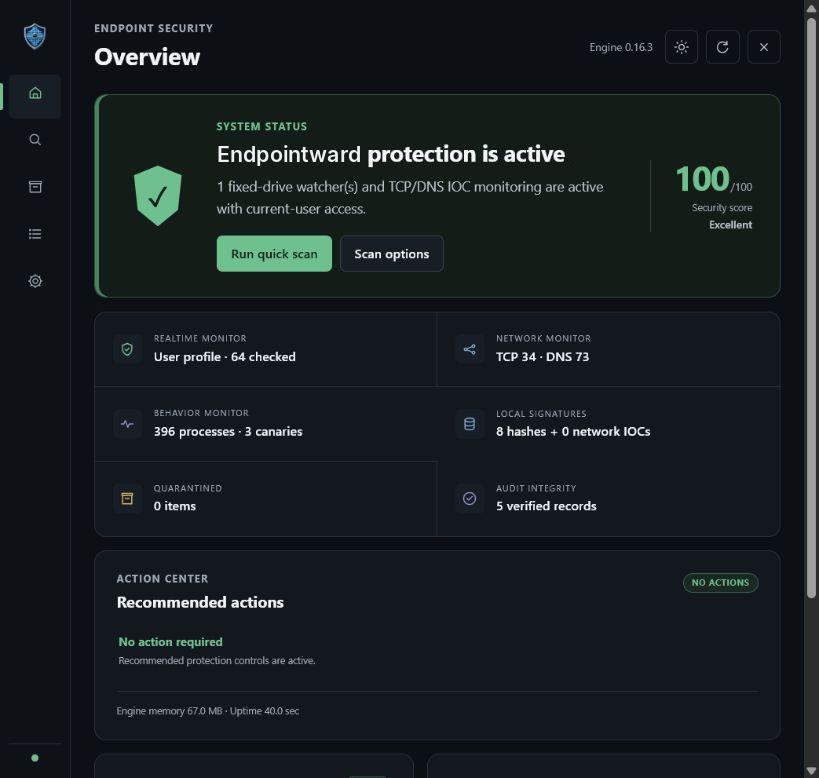 ENDPOINT SECURITY
Overview
Engine 0.16.3
SYSTEM STATUS
Endpointward protection is active
1 fixed-drive watcher(s) and TCP/DNS IOC monitoring are active
with current-user access.
Run quick scan
Scan options
100/100
Security score
Excellent
REALTIME MONITOR
User profile · 64 checked
NETWORK MONITOR
TCP 34 · DNS 73
BEHAVIOR MONITOR
396 processes · 3 canaries
LOCAL SIGNATURES
8 hashes + 0 network IOCs
QUARANTINED
0 items
AUDIT INTEGRITY
5 verified records
ACTION CENTER
Recommended actions
NO ACTIONS
No action required
Recommended protection controls are active.
Engine memory 67.0 MB · Uptime 40.0 sec